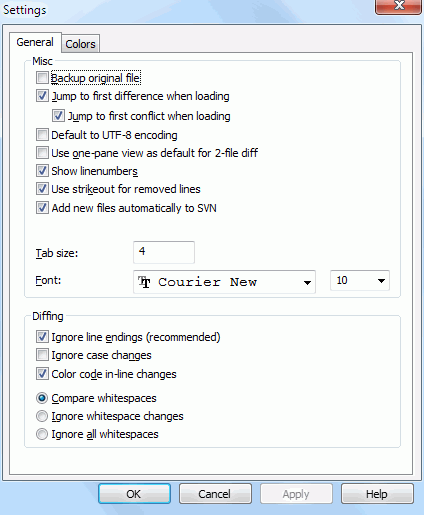 Settings
General Colors
Misc
Backup original file
Jump to first difference when loading
Jump to first conflict when loading
Default to UTF-8 encoding
Use one-pane view as default for 2-file diff
Show linenumbers
Use strikeout for removed lines
Add new files automatically to SVN
Tab size: 4
Font: Courier New 10
Diffing
Ignore line endings (recommended)
Ignore case changes
Color code in-line changes
Compare whitespaces
Ignore whitespace changes
Ignore all whitespaces
OK Cancel Apply Help